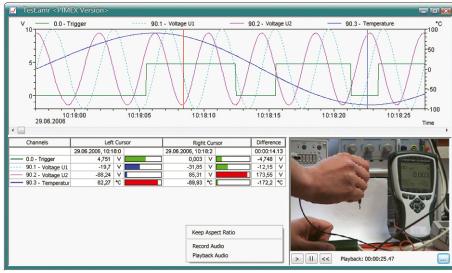 Test.amr <PIMEX Version>
V 0.0 - Trigger 90.1 - Voltage U1 90.2 - Voltage U2 90.3 - Temperature °C
10 100
5 50
0 0
-50
-100
10:18:00 10:18:05 10:18:10 10:18:15 10:18:20 10:18:25
29.06.2006 Time
Channels Left Cursor Right Cursor Difference
29.06.2006, 10:18:0 29.06.2006, 10:18:2 00:00:14.13
0.0 - Trigger 4,751 V 0,003 V -4,748 V
90.1 - Voltage U1 -19,7 V -31,85 V -12,15 V
90.2 - Voltage U2 -88,24 V 85,31 V 173,55 V
90.3 - Temperatur 82,27 °C -89,93 °C -172,2 °C
Keep Aspect Ratio
Record Audio
Playback Audio
> II << Playback: 00:00:25.47 ...